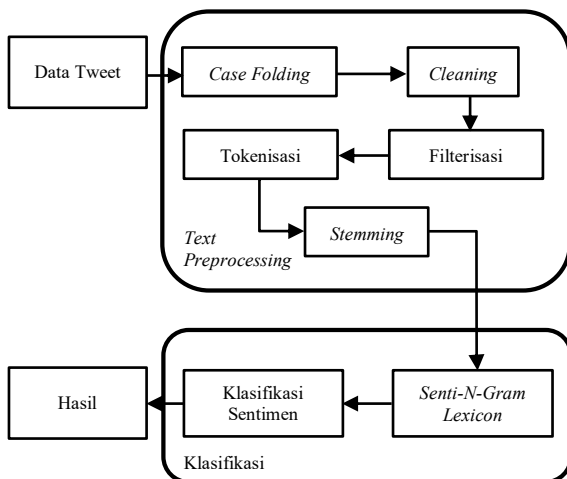 Data Tweet
Case Folding
Cleaning
Tokenisasi
Filterisasi
Stemming
Text
Preprocessing
Hasil
Klasifikasi
Sentimen
Senti-N-Gram
Lexicon
Klasifikasi